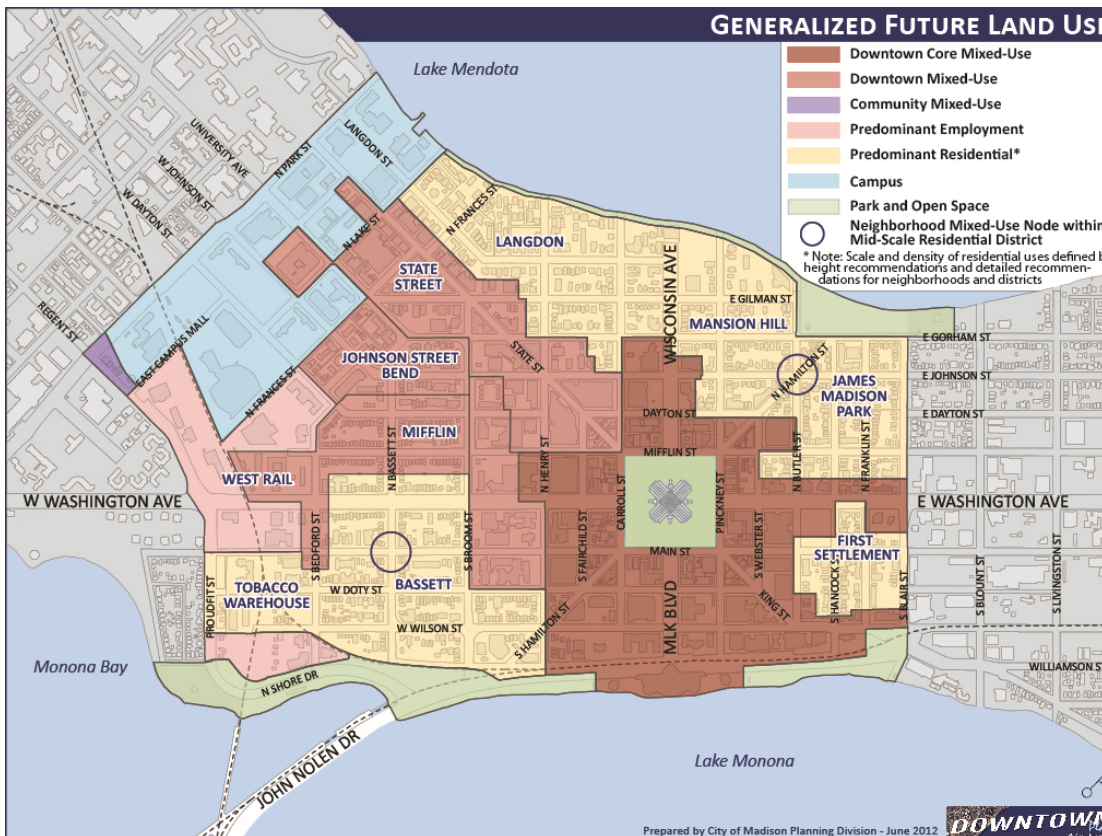 GENERALIZED FUTURE LAND USE
Downtown Core Mixed-Use
Downtown Mixed-Use
Community Mixed-Use
Predominant Employment
Predominant Residential*
Campus
Park and Open Space
Neighborhood Mixed-Use Node within
Mid-Scale Residential District
* Note: Scale and density of residential uses defined b
height recommendations and detailed recommen-
dations for neighborhoods and districts
Lake Mendota
UNIVERSITY AVE
W JOHNSON ST
W DAYTON ST
N PARK ST
LANGDON ST
N LAKE ST
N FRANCES ST
LANGDON
STATE
STREET
WISCONSIN AVE
E GILMAN ST
MANSION HILL
E GORHAM ST
REGENT ST
EAST CAMPUS MALL
JOHNSON STREET
BEND
STATE ST
N HAMILTON ST
JAMES
MADISON
PARK
E JOHNSON ST
N FRANCES ST
DAYTON ST
E DAYTON ST
MIFFLIN
N BASSETT ST
N HENRY ST
MIFFLIN ST
N BUTLER ST
N FRANKLIN ST
WEST RAIL
W WASHINGTON AVE
E WASHINGTON AVE
CARROLL ST
PINCKNEY ST
S BEDFORD ST
S BROOM ST
S FAIRCHILD ST
MAIN ST
S WEBSTER ST
FIRST
SETTLEMENT
TOBACCO
WAREHOUSE
BASSETT
W DOTY ST
PROUDFIT ST
W WILSON ST
S HAMILTON ST
MLK BLVD
KING ST
S HANCOCK ST
S BLAIR ST
S BLOUNT ST
S LIVINGSTON ST
WILLIAMSON ST
Monona Bay
N SHORE DR
JOHN NOLEN DR
Lake Monona
Prepared by City of Madison Planning Division - June 2012
DOWNTOWN